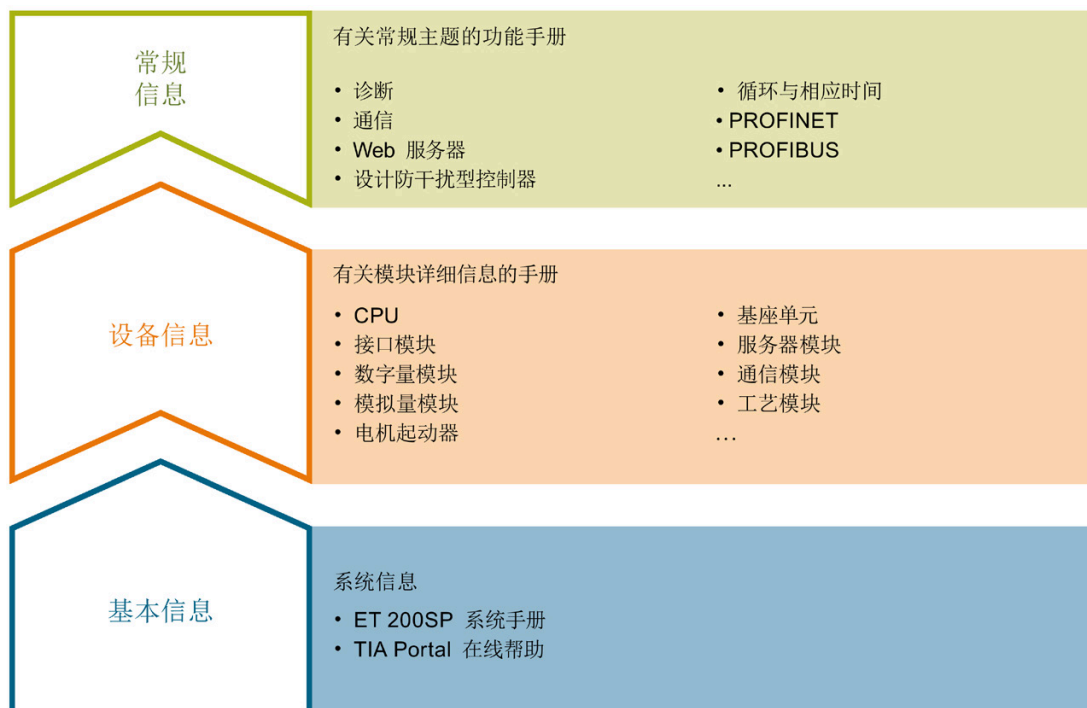 常规
信息
有关常规主题的功能手册
• 诊断
• 通信
• Web 服务器
• 设计防干扰型控制器
• 循环与相应时间
• PROFINET
• PROFIBUS
...
设备信息
有关模块详细信息的手册
• CPU
• 接口模块
• 数字量模块
• 模拟量模块
• 电机起动器
• 基座单元
• 服务器模块
• 通信模块
• 工艺模块
...
基本信息
系统信息
• ET 200SP 系统手册
• TIA Portal 在线帮助